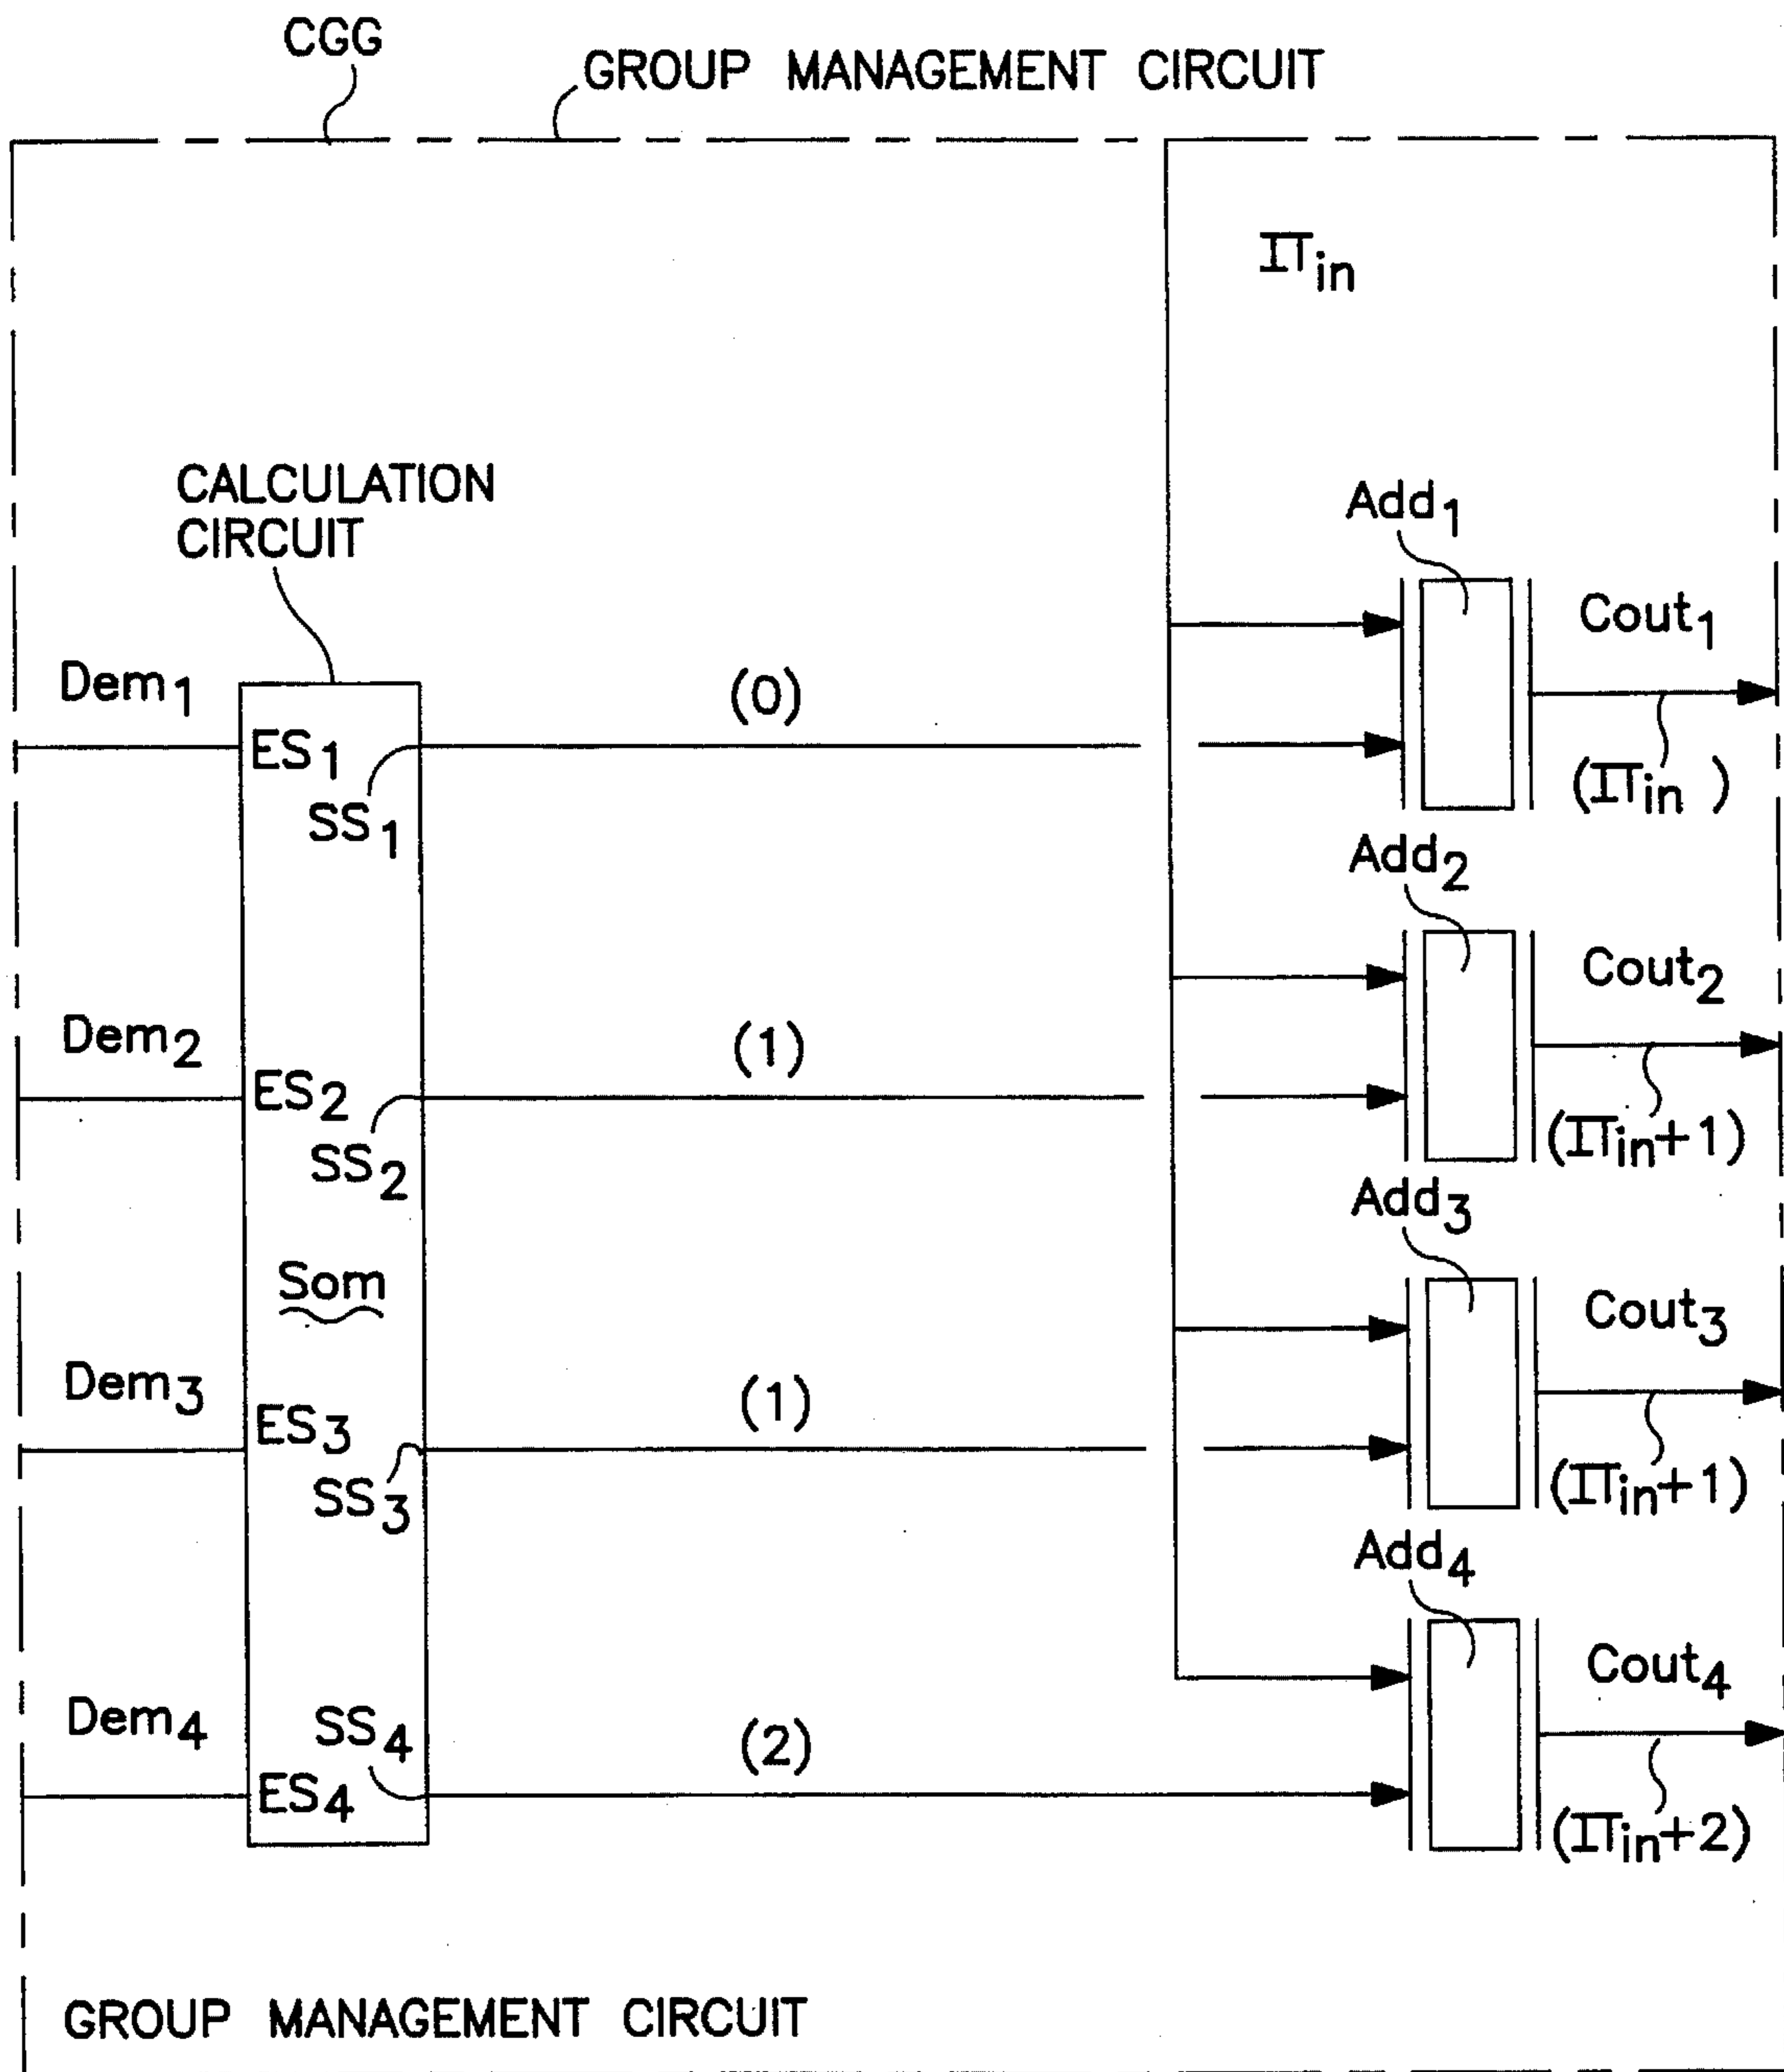 CGG
GROUP MANAGEMENT CIRCUIT
ITin
CALCULATION
CIRCUIT
Add1
Cout1
Dem1
(0)
ES1
(ITin )
SS1
Add2
Cout2
Dem2
(1)
ES2
(ITin+1)
SS2
Add3
Som
Cout3
Dem3
(1)
ES3
SS3
(ITin+1)
Add4
Cout4
Dem4
SS4
(2)
ES4
(ITin+2)
GROUP MANAGEMENT CIRCUIT